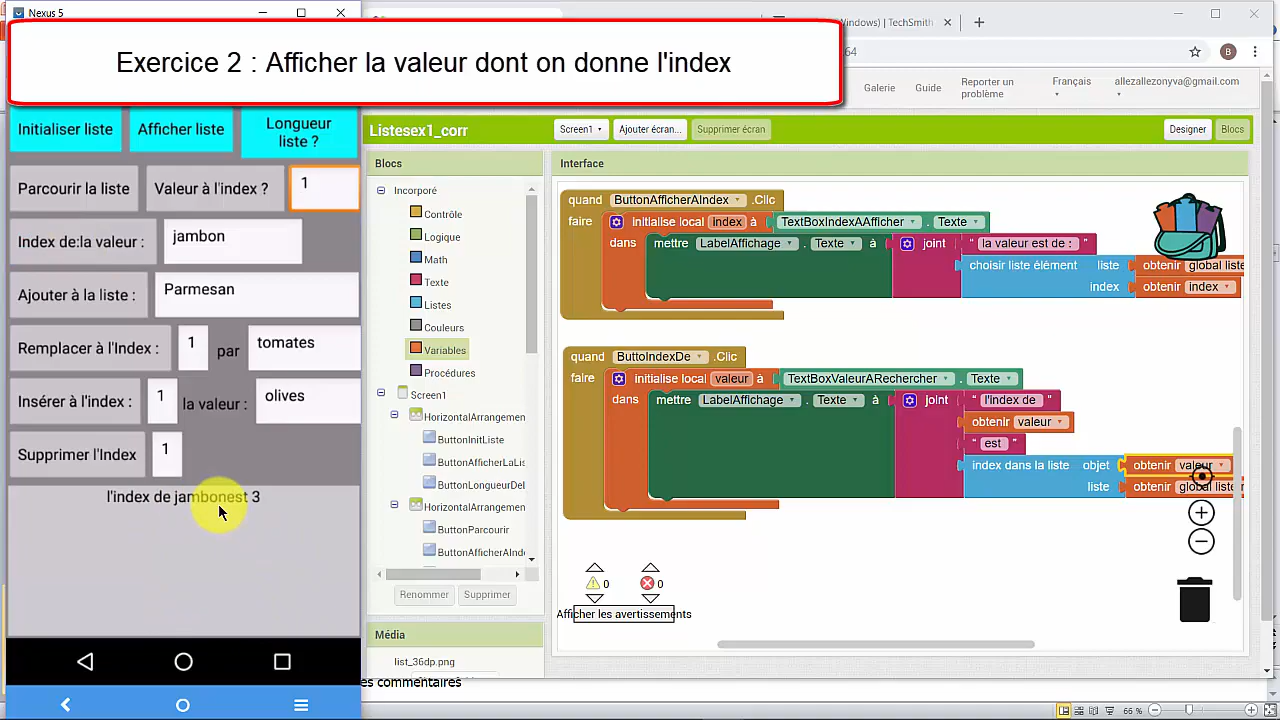 Nexus 5
Windows) | TechSmith
Exercice 2 : Afficher la valeur dont on donne l'index
64
B
Galerie
Guide
Reporter un problème
Français
allezallezonyva@gmail.com
Initialiser liste
Afficher liste
Longueur liste ?
Listesex1_corr
Screen1
Ajouter écran...
Supprimer écran
Designer
Blocs
Blocs
Interface
Parcourir la liste
Valeur à l'index ?
1
Index de:la valeur :
jambon
Ajouter à la liste :
Parmesan
Remplacer à l'Index :
1
par
tomates
Insérer à l'index :
1
la valeur :
olives
Supprimer l'Index
1
l'index de jambonest 3
Incorporé
Contrôle
Logique
Math
Texte
Listes
Couleurs
Variables
Procédures
Screen1
HorizontalArrangemen
ButtonInitListe
ButtonAfficherLaLis
ButtonLongueurDeL
HorizontalArrangemen
ButtonParcourir
ButtonAfficherAInde
Renommer
Supprimer
Média
list_36dp.png
quand ButtonAfficherAIndex .Clic
faire initialise local index à TextBoxIndexAAfficher . Texte
dans mettre LabelAffichage . Texte à joint " la valeur est de : "
choisir liste élément liste obtenir global liste
index obtenir index
quand ButtoIndexDe .Clic
faire initialise local valeur à TextBoxValeurARechercher . Texte
dans mettre LabelAffichage . Texte à joint " l'index de "
obtenir valeur
" est "
index dans la liste objet obtenir valeur
liste obtenir global liste
0
0
Afficher les avertissements
es commentaires
66 %